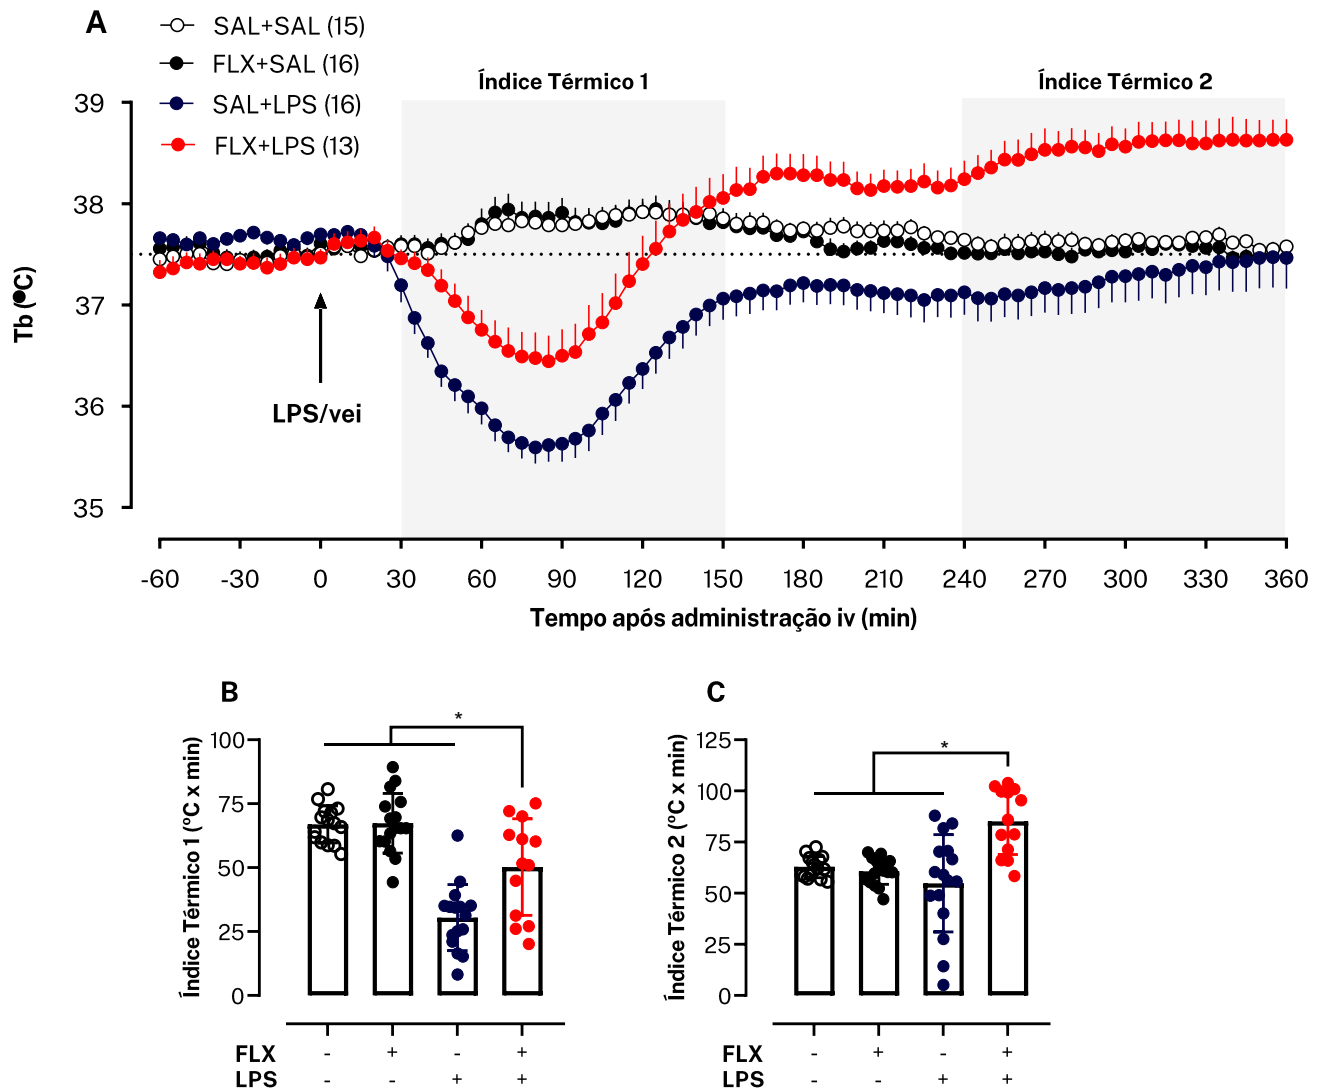 A
SAL+SAL (15)
FLX+SAL (16)
SAL+LPS (16)
FLX+LPS (13)
Índice Térmico 1
Índice Térmico 2
39
38
37
36
35
Tb (ºC)
LPS/vei
-60 -30 0 30 60 90 120 150 180 210 240 270 300 330 360
Tempo após administração iv (min)
B
Índice Térmico 1 (ºC x min)
100
75
50
25
0
*
FLX - + - +
LPS - - + +
C
Índice Térmico 2 (ºC x min)
125
100
75
50
25
0
*
FLX - + - +
LPS - - + +